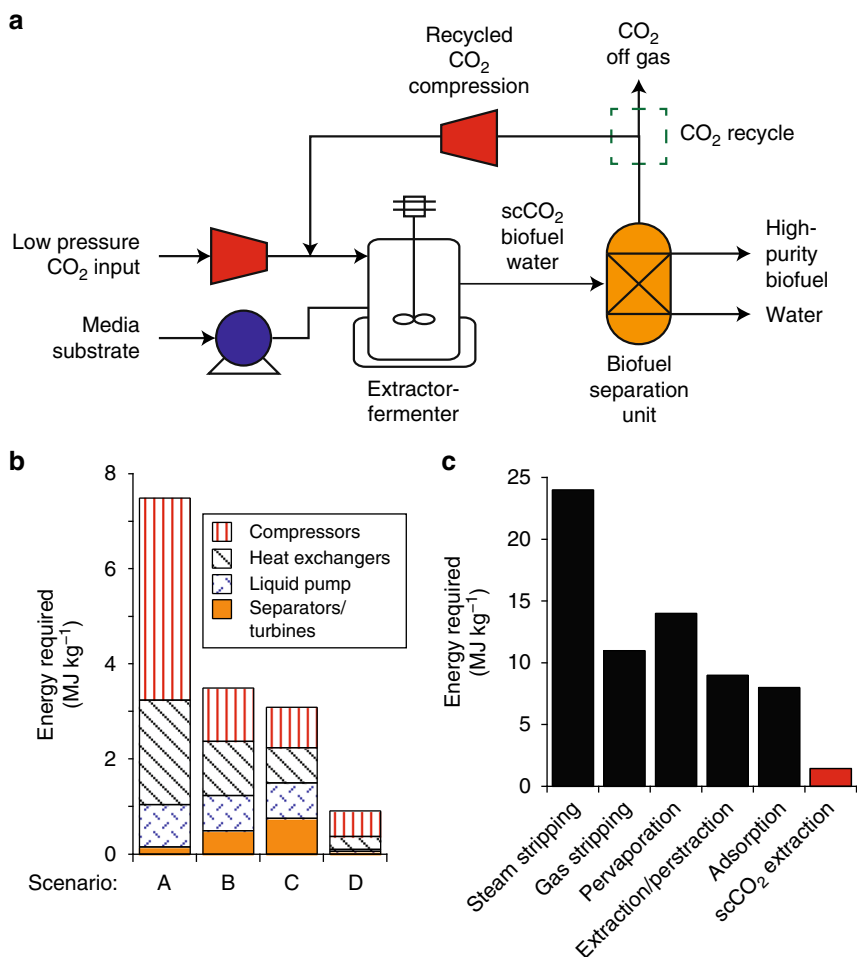 a
Recycled
CO₂
compression
CO₂
off gas
CO₂ recycle
Low pressure
CO₂ input
scCO₂
biofuel
water
High-
purity
biofuel
Media
substrate
Water
Extractor-
fermenter
Biofuel
separation
unit
b
8
6
4
2
0
Energy required
(MJ kg⁻¹)
Compressors
Heat exchangers
Liquid pump
Separators/
turbines
Scenario: A B C D
c
25
20
15
10
5
0
Energy required
(MJ kg⁻¹)
Steam stripping
Gas stripping
Pervaporation
Extraction/perstraction
Adsorption
scCO₂ extraction